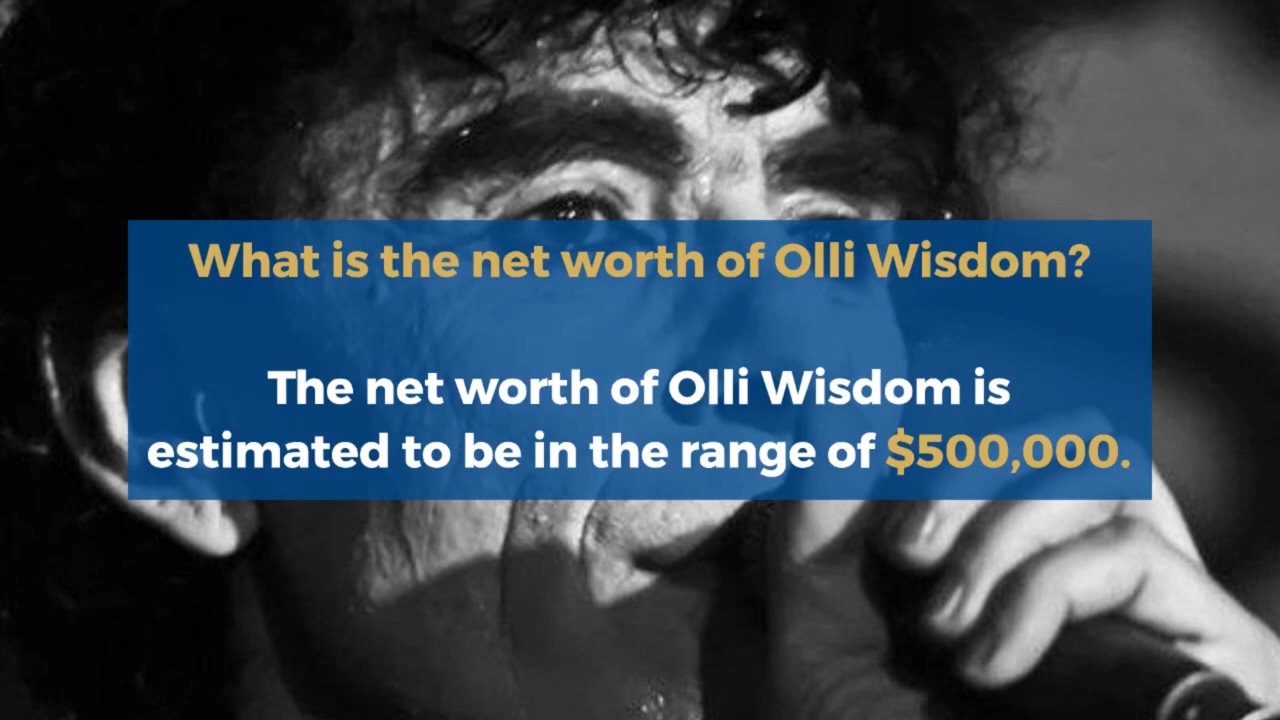 What is the net worth of Olli Wisdom?
The net worth of Olli Wisdom is
estimated to be in the range of $500,000.